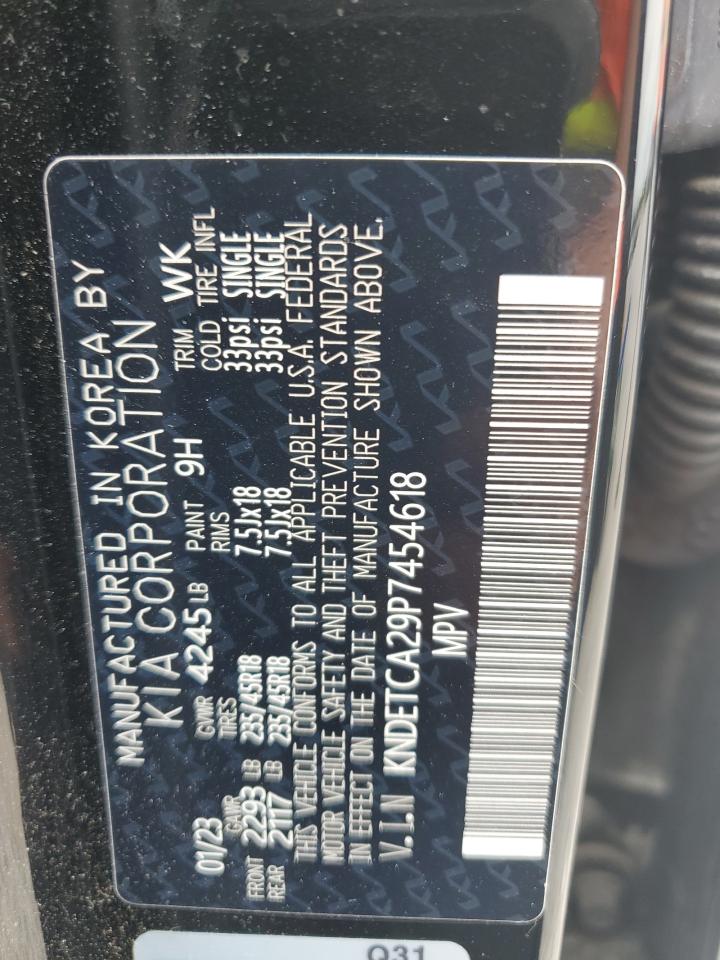 MANUFACTURED IN KOREA BY
KIA CORPORATION
01/23 GVWR 4245 LB PAINT 9H TRIM WK
GAWR TIRES RIMS COLD TIRE INFL
FRONT 2293 LB 235/45R18 7.5Jx18 33psi SINGLE
REAR 2117 LB 235/45R18 7.5Jx18 33psi SINGLE
THIS VEHICLE CONFORMS TO ALL APPLICABLE U.S.A. FEDERAL
MOTOR VEHICLE SAFETY AND THEFT PREVENTION STANDARDS
IN EFFECT ON THE DATE OF MANUFACTURE SHOWN ABOVE.
V.I.N KNDETCA29P7454618
MPV
Q31